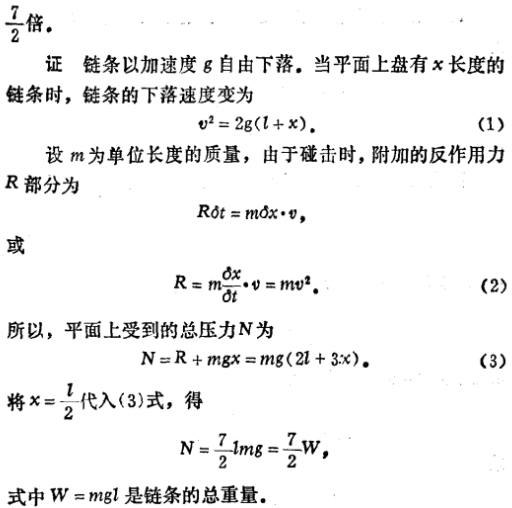 7/2倍。
证 链条以加速度 g 自由下落。当平面上盘有 x 长度的
链条时，链条的下落速度变为
v² = 2g(l + x)。 (1)
设 m 为单位长度的质量，由于碰击时，附加的反作用力
R 部分为
Rδt = mδx·v，
或
R = m δx/δt·v = mv²。 (2)
所以，平面上受到的总压力N为
N = R + mgx = mg(2l + 3x)。 (3)
将 x = l/2 代入(3)式，得
N = 7/2 lmg = 7/2 W，
式中 W = mgl 是链条的总重量。